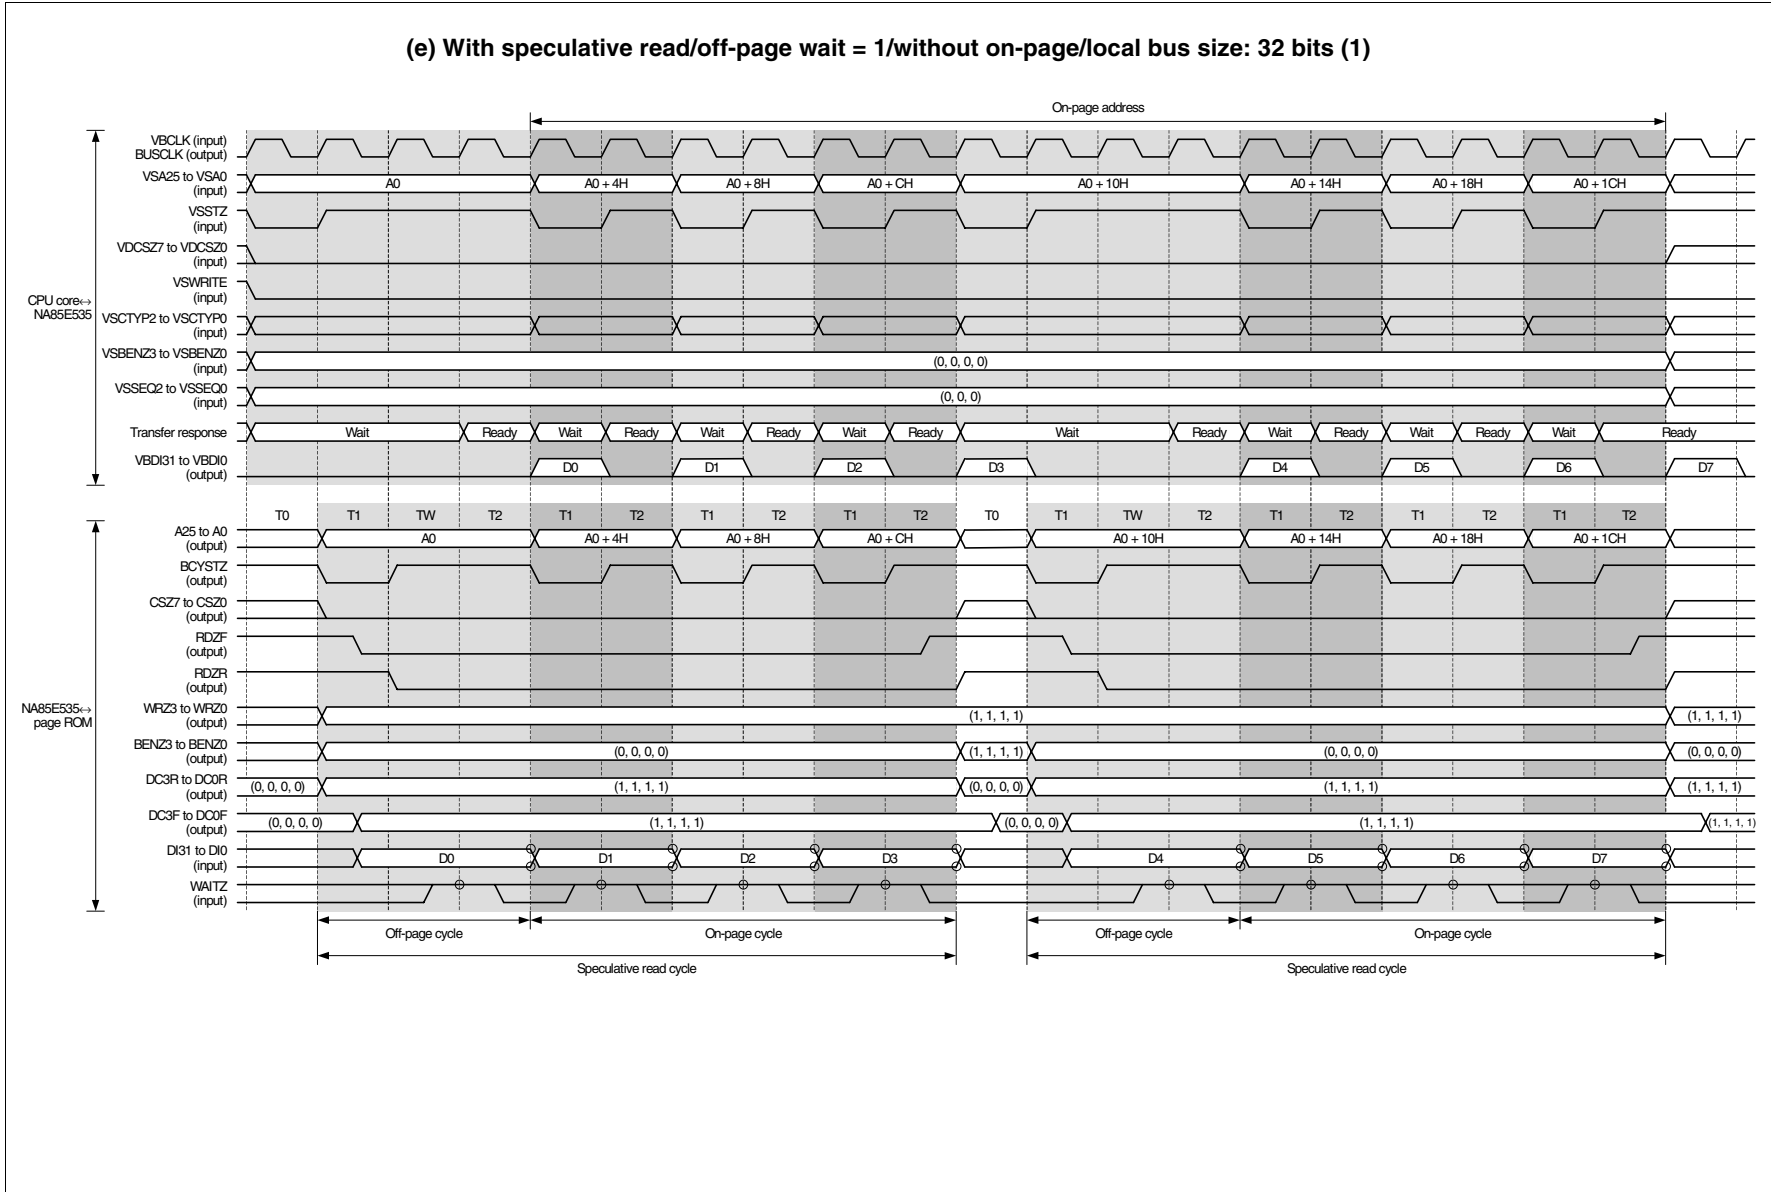 (e) With speculative read/off-page wait = 1/without on-page/local bus size: 32 bits (1)
On-page address
VBCLK (input)
BUSCLK (output)
VSA25 to VSA0
(input)
A0 A0 + 4H A0 + 8H A0 + CH A0 + 10H A0 + 14H A0 + 18H A0 + 1CH
VSSTZ
(input)
VDCSZ7 to VDCSZ0
(input)
VSWRITE
(input)
CPU core↔
NA85E535
VSCTYP2 to VSCTYP0
(input)
VSBENZ3 to VSBENZ0
(input)
(0, 0, 0, 0)
VSSEQ2 to VSSEQ0
(input)
(0, 0, 0)
Transfer response Wait Ready Wait Ready Wait Ready Wait Ready Wait Ready Wait Ready Wait Ready Wait Ready
VBDI31 to VBDI0
(output)
D0 D1 D2 D3 D4 D5 D6 D7
T0 T1 TW T2 T1 T2 T1 T2 T1 T2 T0 T1 TW T2 T1 T2 T1 T2 T1 T2
A25 to A0
(output)
A0 A0 + 4H A0 + 8H A0 + CH A0 + 10H A0 + 14H A0 + 18H A0 + 1CH
BCYSTZ
(output)
CSZ7 to CSZ0
(output)
RDZF
(output)
RDZR
(output)
NA85E535↔
page ROM
WRZ3 to WRZ0
(output)
(1, 1, 1, 1) (1, 1, 1, 1)
BENZ3 to BENZ0
(output)
(0, 0, 0, 0) (1, 1, 1, 1) (0, 0, 0, 0) (0, 0, 0, 0)
DC3R to DC0R
(output)
(0, 0, 0, 0) (1, 1, 1, 1) (0, 0, 0, 0) (1, 1, 1, 1) (1, 1, 1, 1)
DC3F to DC0F
(output)
(0, 0, 0, 0) (1, 1, 1, 1) (0, 0, 0, 0) (1, 1, 1, 1) (1, 1, 1, 1)
DI31 to DI0
(input)
D0 D1 D2 D3 D4 D5 D6 D7
WAITZ
(input)
Off-page cycle On-page cycle Off-page cycle On-page cycle
Speculative read cycle Speculative read cycle